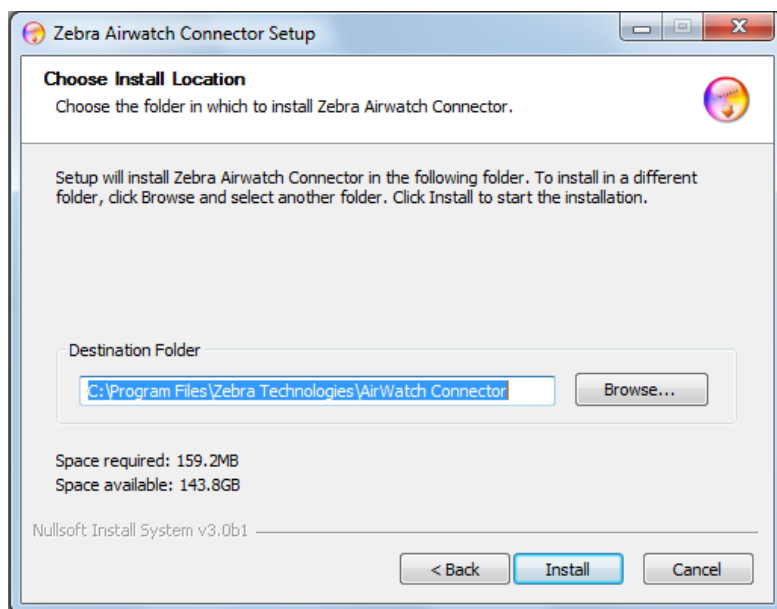 Zebra Airwatch Connector Setup
Choose Install Location
Choose the folder in which to install Zebra Airwatch Connector.
Setup will install Zebra Airwatch Connector in the following folder. To install in a different
folder, click Browse and select another folder. Click Install to start the installation.
Destination Folder
C:\Program Files\Zebra Technologies\AirWatch Connector
Browse...
Space required: 159.2MB
Space available: 143.8GB
Nullsoft Install System v3.0b1
< Back
Install
Cancel